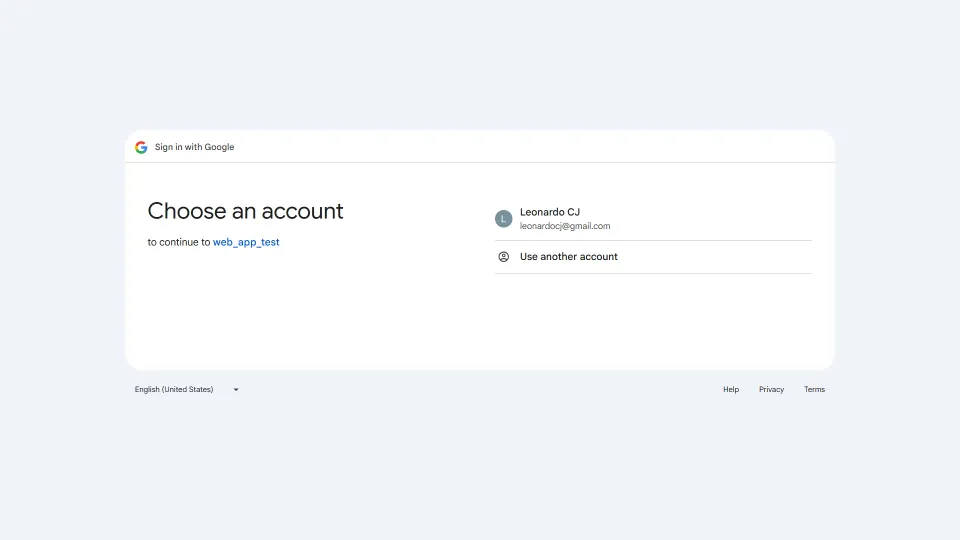 Sign in with Google
Choose an account
to continue to web_app_test
L
Leonardo CJ
leonardocj@gmail.com
Use another account
English (United States)
Help
Privacy
Terms